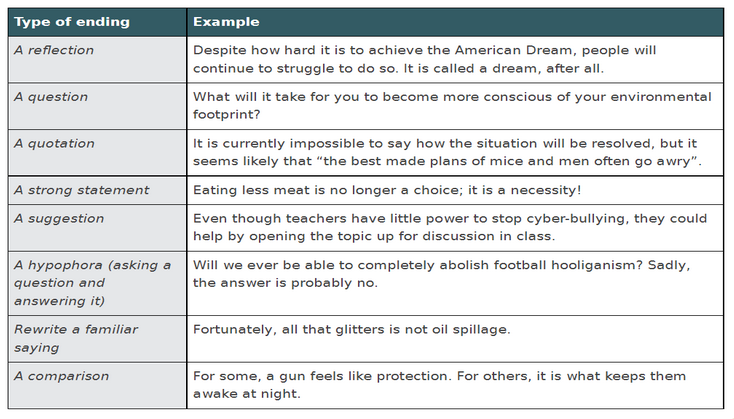 Type of ending
Example
A reflection
Despite how hard it is to achieve the American Dream, people will
continue to struggle to do so. It is called a dream, after all.
A question
What will it take for you to become more conscious of your environmental
footprint?
A quotation
It is currently impossible to say how the situation will be resolved, but it
seems likely that “the best made plans of mice and men often go awry”.
A strong statement
Eating less meat is no longer a choice; it is a necessity!
A suggestion
Even though teachers have little power to stop cyber-bullying, they could
help by opening the topic up for discussion in class.
A hypophora (asking a
question and
answering it)
Will we ever be able to completely abolish football hooliganism? Sadly,
the answer is probably no.
Rewrite a familiar
saying
Fortunately, all that glitters is not oil spillage.
A comparison
For some, a gun feels like protection. For others, it is what keeps them
awake at night.